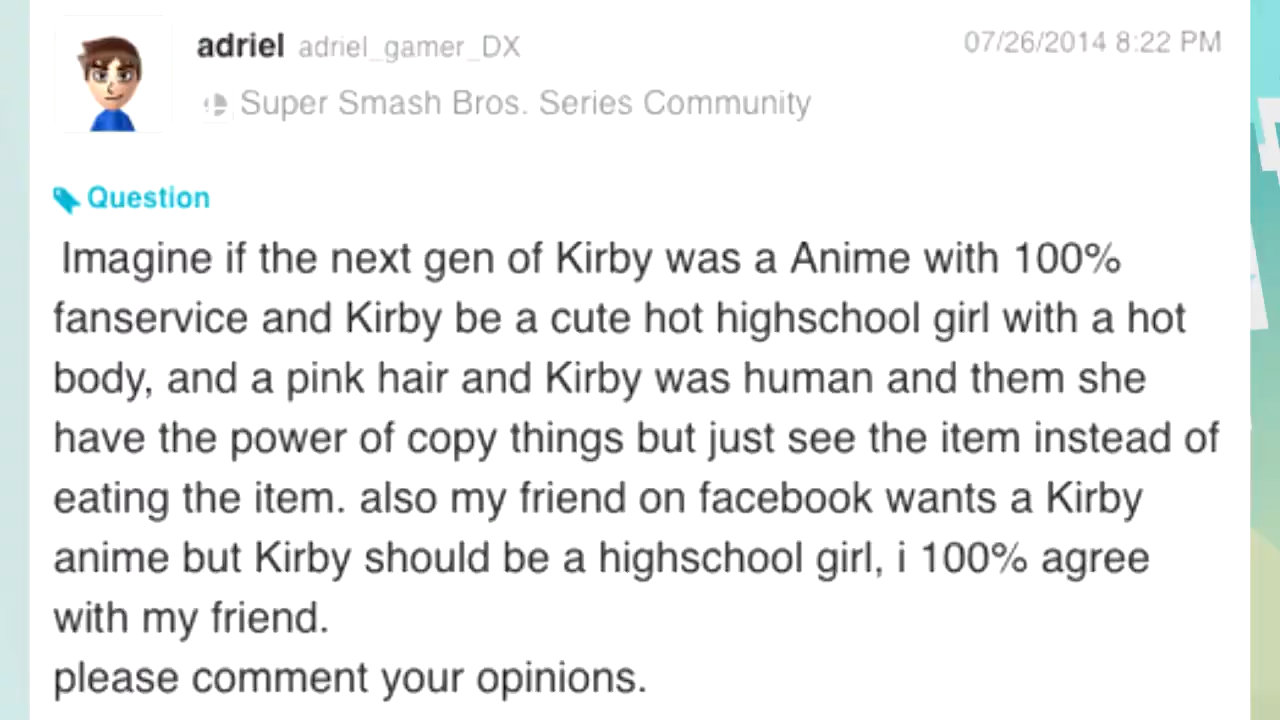 adriel adriel_gamer_DX
07/26/2014 8:22 PM
Super Smash Bros. Series Community
Question
Imagine if the next gen of Kirby was a Anime with 100%
fanservice and Kirby be a cute hot highschool girl with a hot
body, and a pink hair and Kirby was human and them she
have the power of copy things but just see the item instead of
eating the item. also my friend on facebook wants a Kirby
anime but Kirby should be a highschool girl, i 100% agree
with my friend.
please comment your opinions.